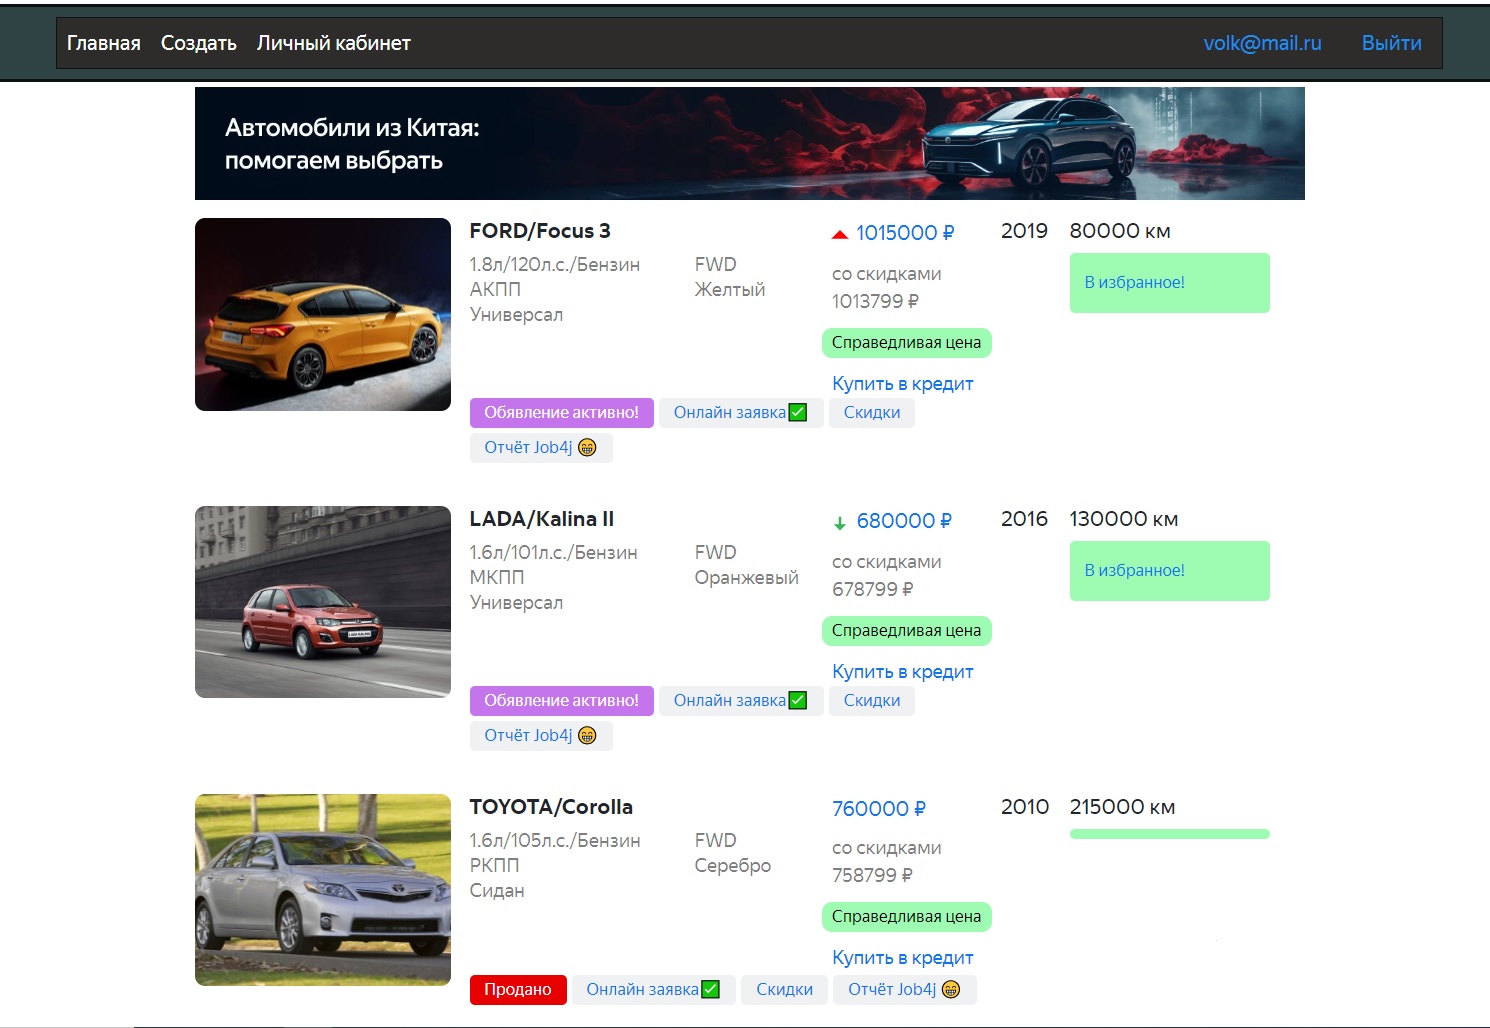 Главная Создать Личный кабинет volk@mail.ru Выйти
Автомобили из Китая:
помогаем выбрать
FORD/Focus 3 1015000 ₽ 2019 80000 км
1.8л/120л.с./Бензин FWD со скидками В избранное!
АКПП Желтый 1013799 ₽
Универсал
Справедливая цена
Купить в кредит
Обявление активно! Онлайн заявка✅ Скидки
Отчёт Job4j 😁
LADA/Kalina II 680000 ₽ 2016 130000 км
1.6л/101л.с./Бензин FWD со скидками В избранное!
МКПП Оранжевый 678799 ₽
Универсал
Справедливая цена
Купить в кредит
Обявление активно! Онлайн заявка✅ Скидки
Отчёт Job4j 😁
TOYOTA/Corolla 760000 ₽ 2010 215000 км
1.6л/105л.с./Бензин FWD со скидками
РКПП Серебро 758799 ₽
Сидан
Справедливая цена
Купить в кредит
Продано Онлайн заявка✅ Скидки Отчёт Job4j 😁